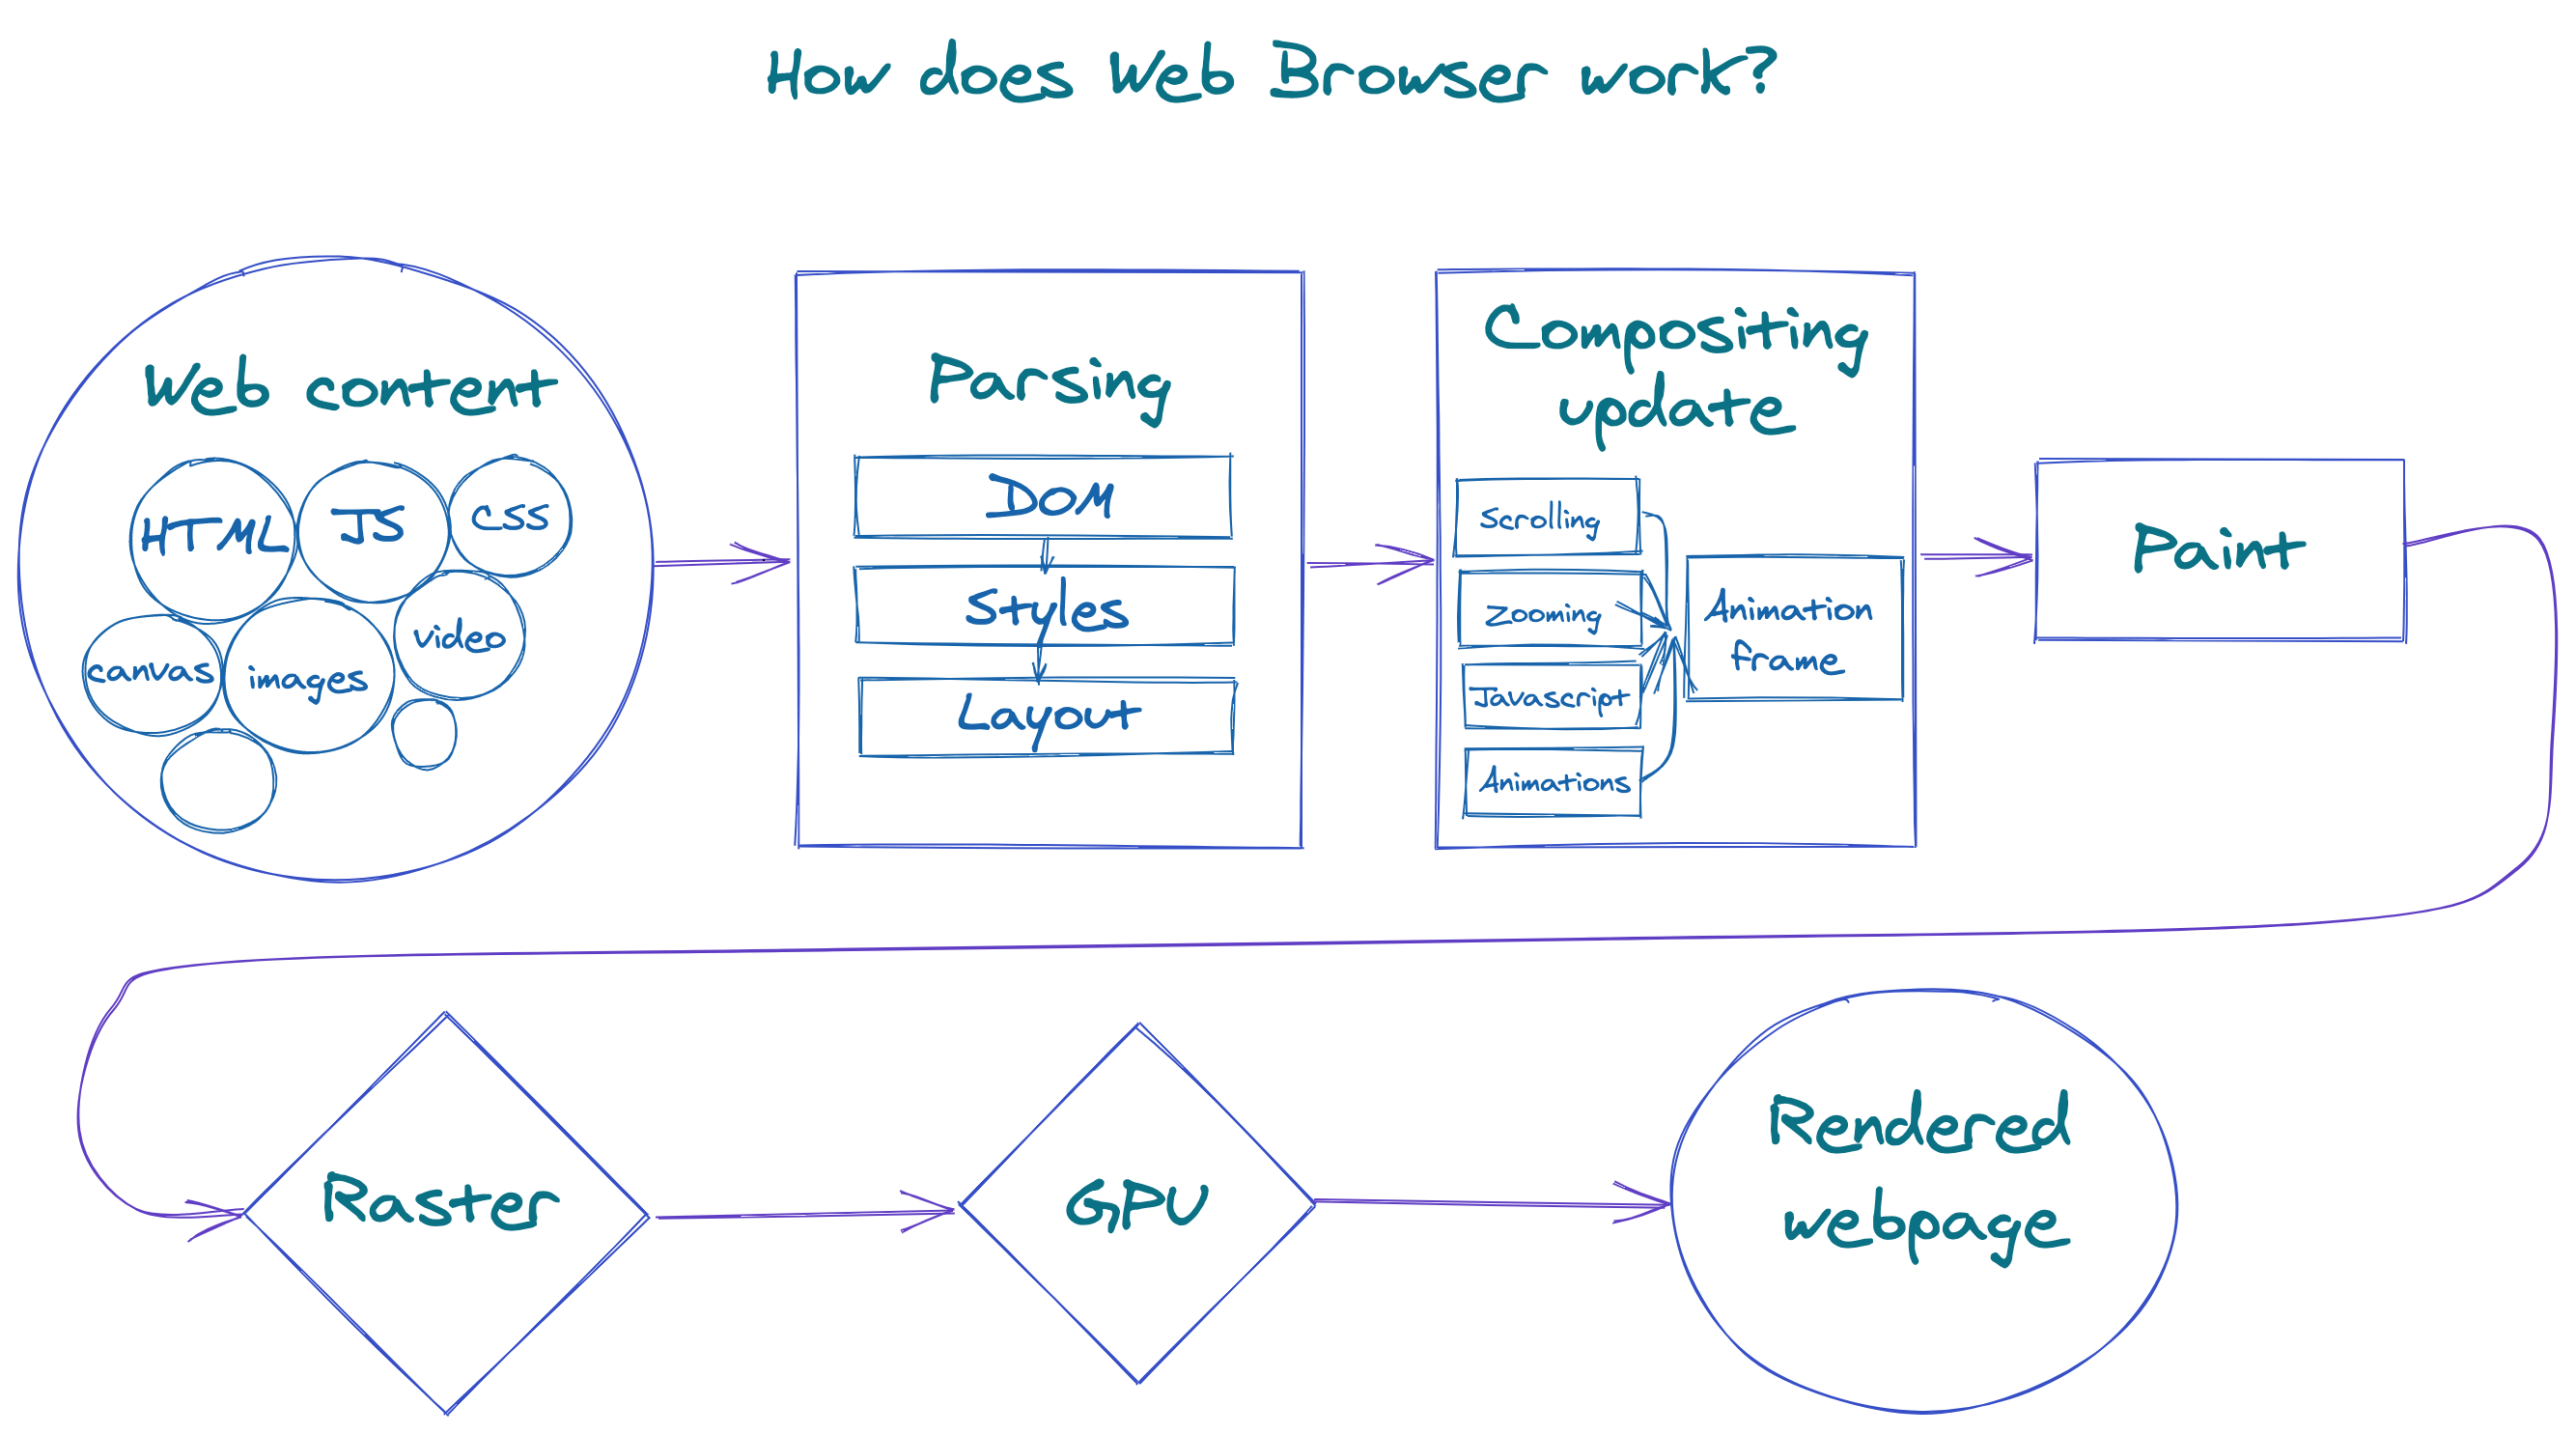 How does Web Browser work?
Web content
HTML
JS
CSS
canvas
images
video
Parsing
DOM
Styles
Layout
Compositing
update
Scrolling
Zooming
Javascript
Animations
Animation
frame
Paint
Raster
GPU
Rendered
webpage